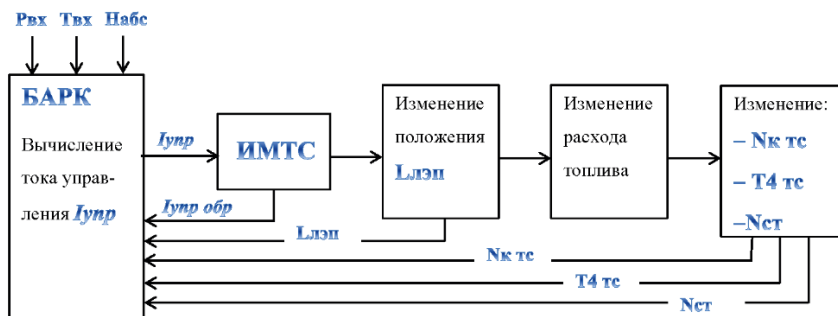 Рвх Твх Набс
БАРК
Вычисление
тока управ-
ления Iупр
Iупр
ИМТС
Iупр обр
Изменение
положения
Lлэп
Lлэп
Изменение
расхода
топлива
Изменение:
– Nк тс
– Т4 тс
–Nст
Nк тс
Т4 тс
Nст